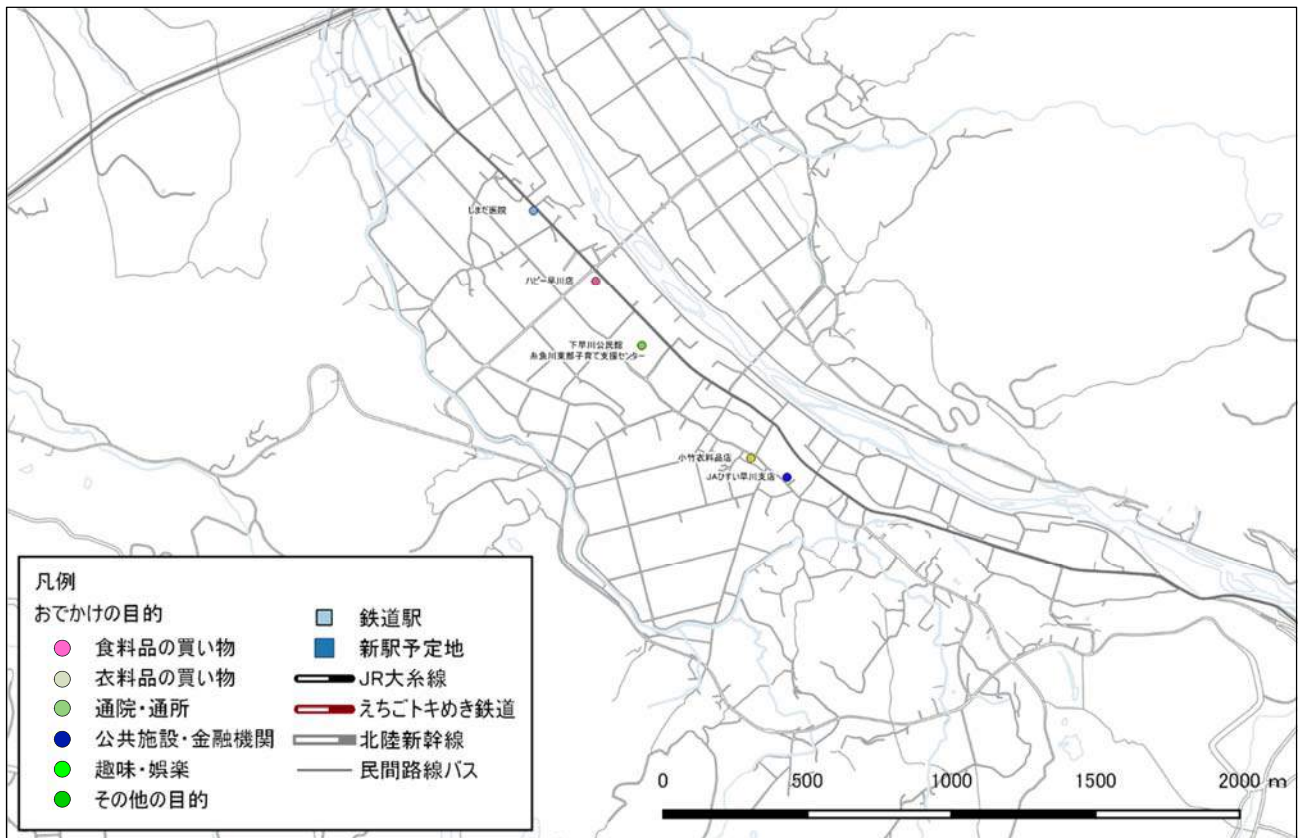 しまだ医院
ハピー早川店
下早川公民館
糸魚川東部子育て支援センター
小竹衣料品店
JAひすい早川支店
凡例
おでかけの目的
食料品の買い物
衣料品の買い物
通院・通所
公共施設・金融機関
趣味・娯楽
その他の目的
鉄道駅
新駅予定地
JR大糸線
えちごトキめき鉄道
北陸新幹線
民間路線バス
0 500 1000 1500 2000 m